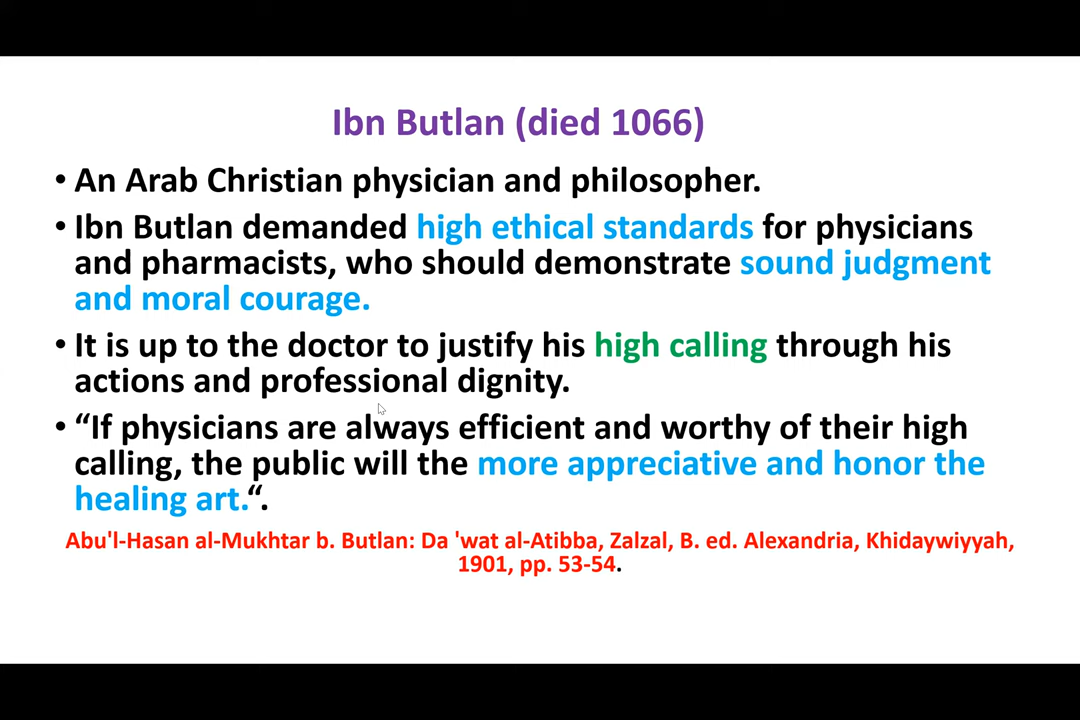 Ibn Butlan (died 1066)
• An Arab Christian physician and philosopher.
• Ibn Butlan demanded high ethical standards for physicians
and pharmacists, who should demonstrate sound judgment
and moral courage.
• It is up to the doctor to justify his high calling through his
actions and professional dignity.
• “If physicians are always efficient and worthy of their high
calling, the public will the more appreciative and honor the
healing art.“.
Abu'l-Hasan al-Mukhtar b. Butlan: Da 'wat al-Atibba, Zalzal, B. ed. Alexandria, Khidaywiyyah,
1901, pp. 53-54.